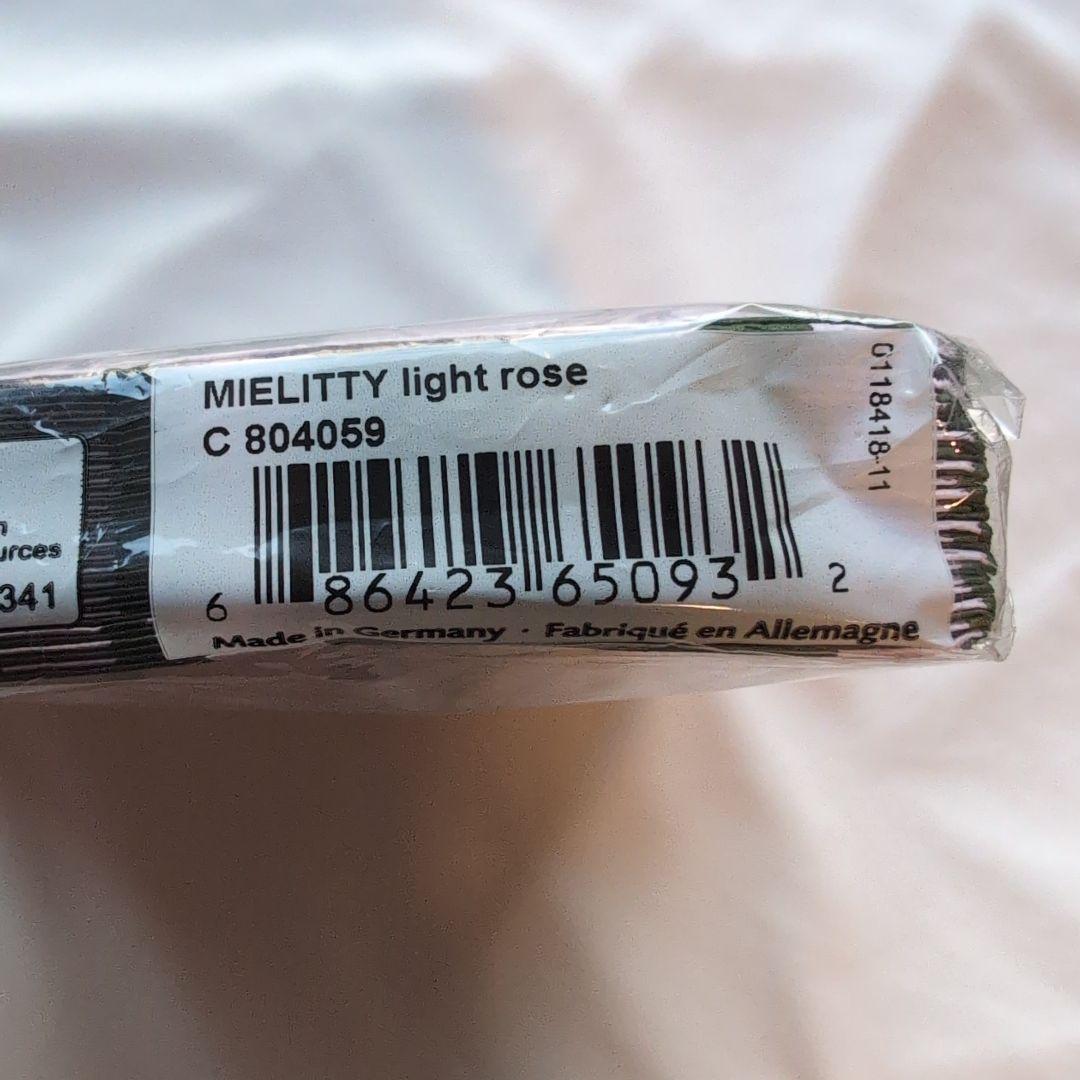 MIELITTY light rose
C 804059
0118418-11
urces
341
6 86423 65093 2
Made in Germany · Fabriqué en Allemagne